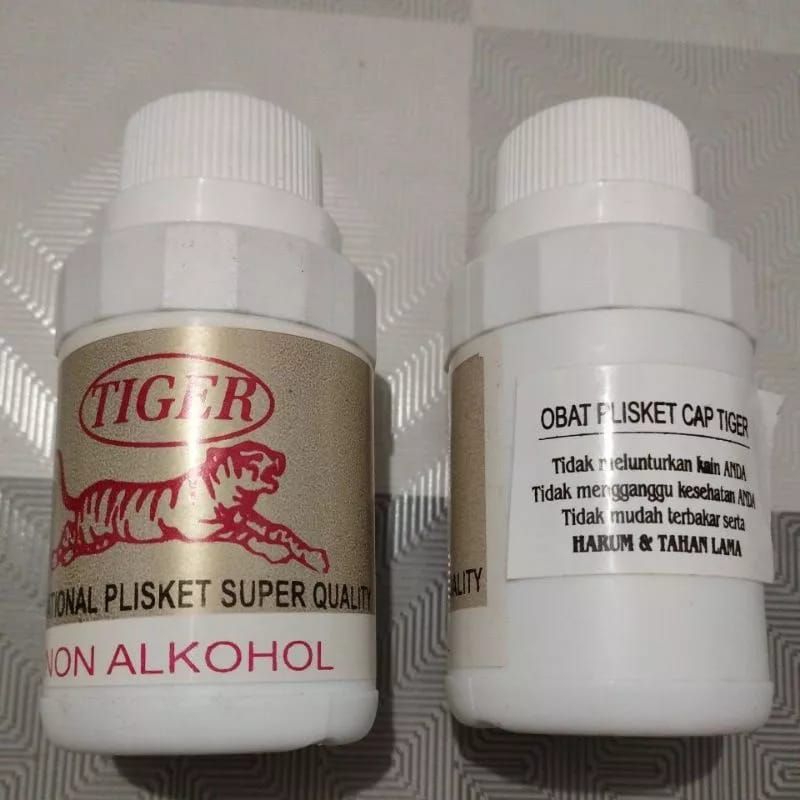 TIGER
TIONAL PLISKET SUPER QUALITY
NON ALKOHOL
ALITY
OBAT PLISKET CAP TIGER
Tidak melunturkan kain ANDA
Tidak mengganggu kesehatan ANDA
Tidak mudah terbakar serta
HARUM & TAHAN LAMA